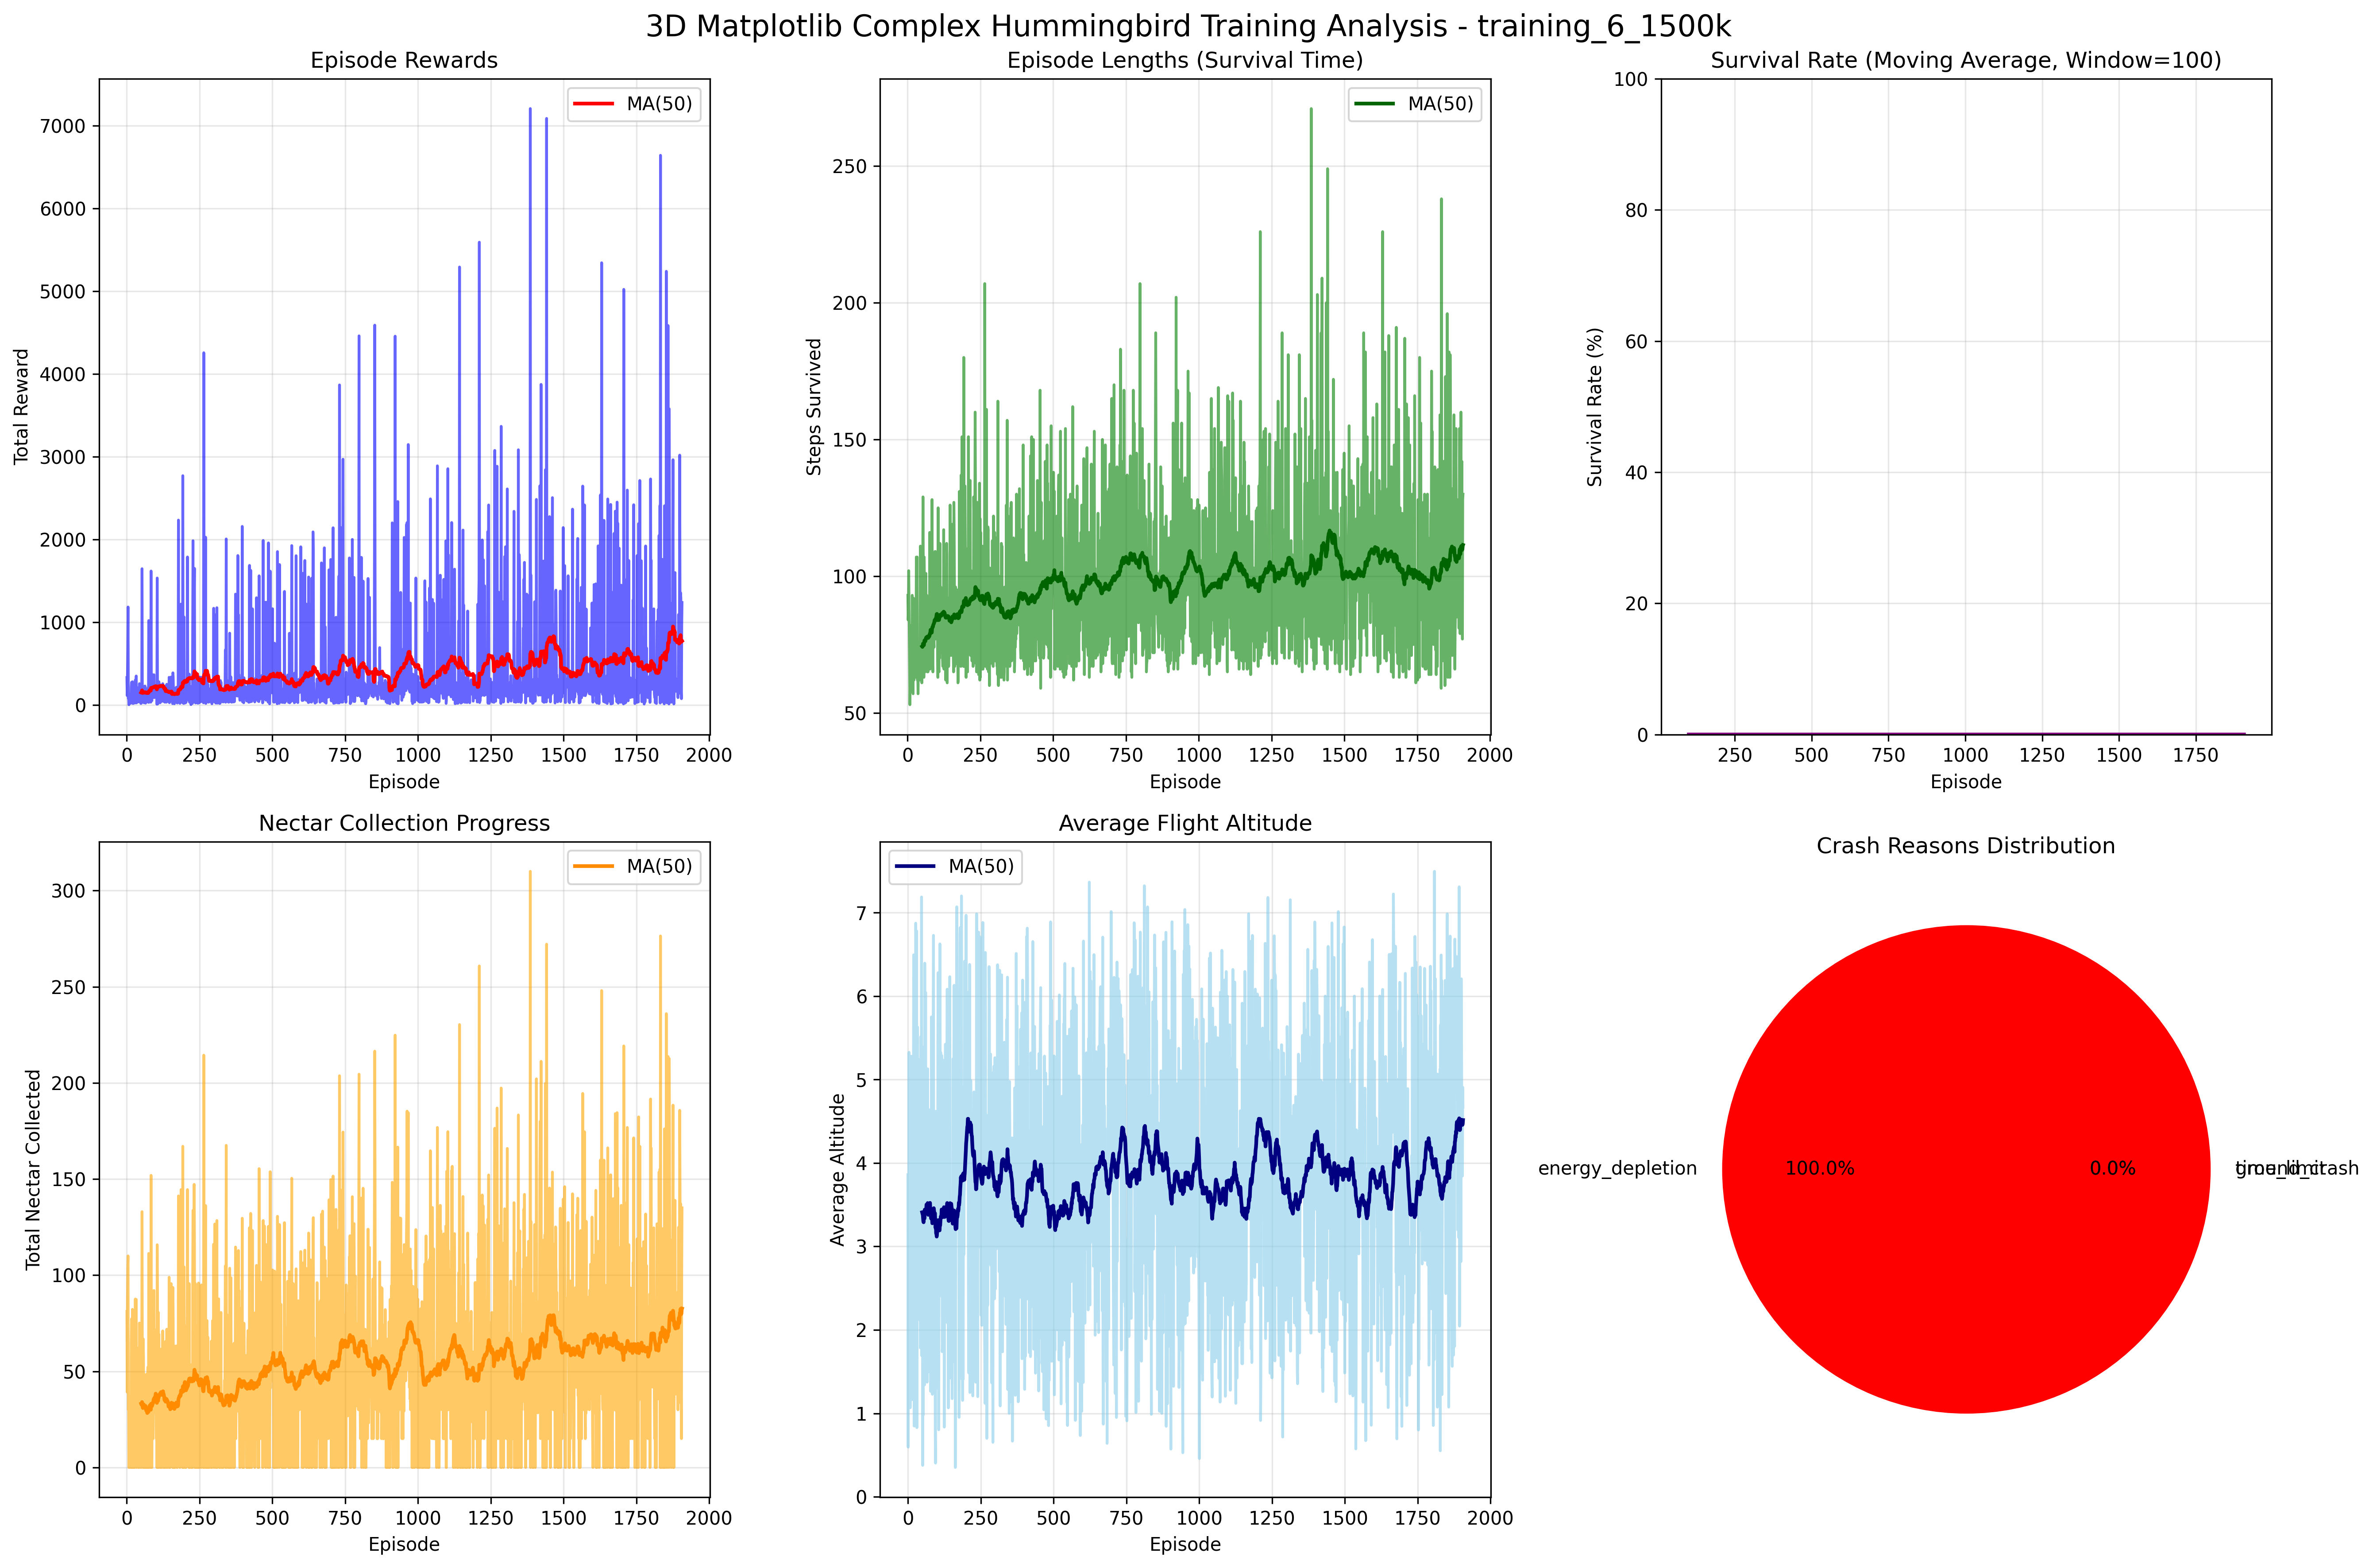 3D Matplotlib Complex Hummingbird Training Analysis - training_6_1500k
Episode Rewards
MA(50)
Total Reward
7000
6000
5000
4000
3000
2000
1000
0
0 250 500 750 1000 1250 1500 1750 2000
Episode
Episode Lengths (Survival Time)
MA(50)
Steps Survived
250
200
150
100
50
0 250 500 750 1000 1250 1500 1750 2000
Episode
Survival Rate (Moving Average, Window=100)
Survival Rate (%)
100
80
60
40
20
0
250 500 750 1000 1250 1500 1750
Episode
Nectar Collection Progress
MA(50)
Total Nectar Collected
300
250
200
150
100
50
0
0 250 500 750 1000 1250 1500 1750 2000
Episode
Average Flight Altitude
MA(50)
Average Altitude
7
6
5
4
3
2
1
0
0 250 500 750 1000 1250 1500 1750 2000
Episode
Crash Reasons Distribution
energy_depletion
100.0%
0.0%
time_limit
ground_crash